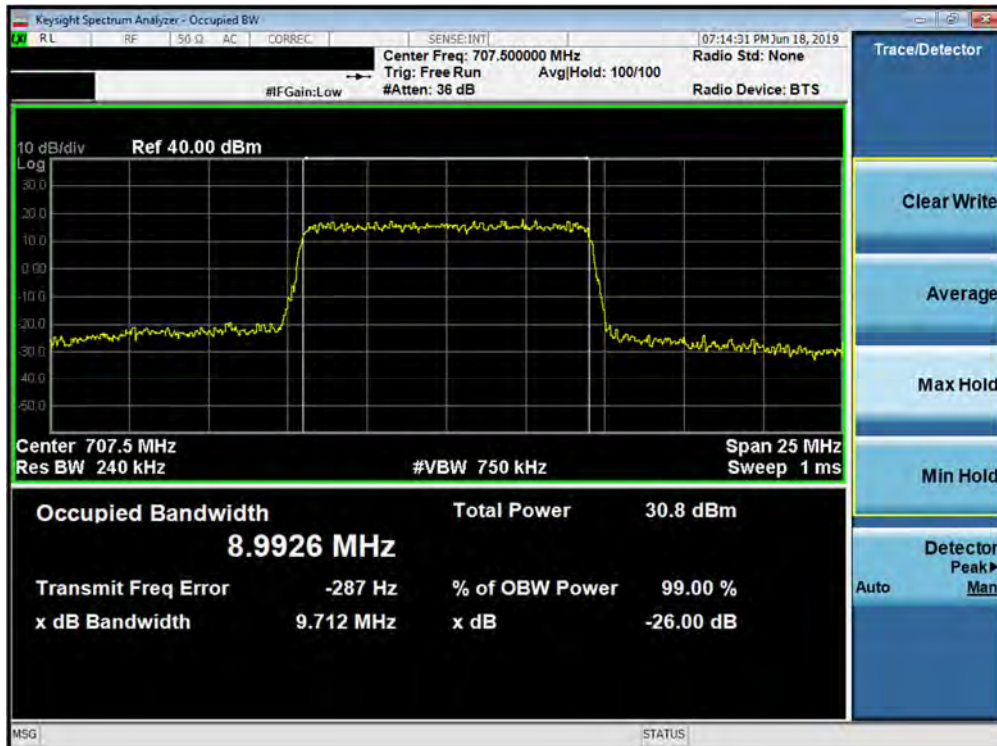 Keysight Spectrum Analyzer - Occupied BW
LXI RL RF 50 Ω AC CORREC SENSE:INT 07:14:31 PM Jun 18, 2019
Center Freq: 707.500000 MHz Radio Std: None
Trig: Free Run Avg|Hold: 100/100
#IFGain:Low #Atten: 36 dB Radio Device: BTS
Trace/Detector
10 dB/div Ref 40.00 dBm
Log
30.0
20.0
10.0
0.00
-10.0
-20.0
-30.0
-40.0
-50.0
Center 707.5 MHz Span 25 MHz
Res BW 240 kHz #VBW 750 kHz Sweep 1 ms
Occupied Bandwidth Total Power 30.8 dBm
8.9926 MHz
Transmit Freq Error -287 Hz % of OBW Power 99.00 %
x dB Bandwidth 9.712 MHz x dB -26.00 dB
Clear Write
Average
Max Hold
Min Hold
Detector
Peak▶
Auto Man
MSG STATUS